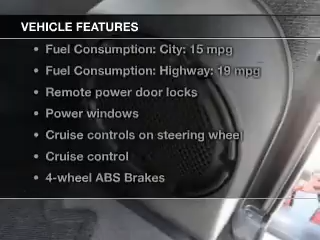 VEHICLE FEATURES
• Fuel Consumption: City: 15 mpg
• Fuel Consumption: Highway: 19 mpg
• Remote power door locks
• Power windows
• Cruise controls on steering wheel
• Cruise control
• 4-wheel ABS Brakes